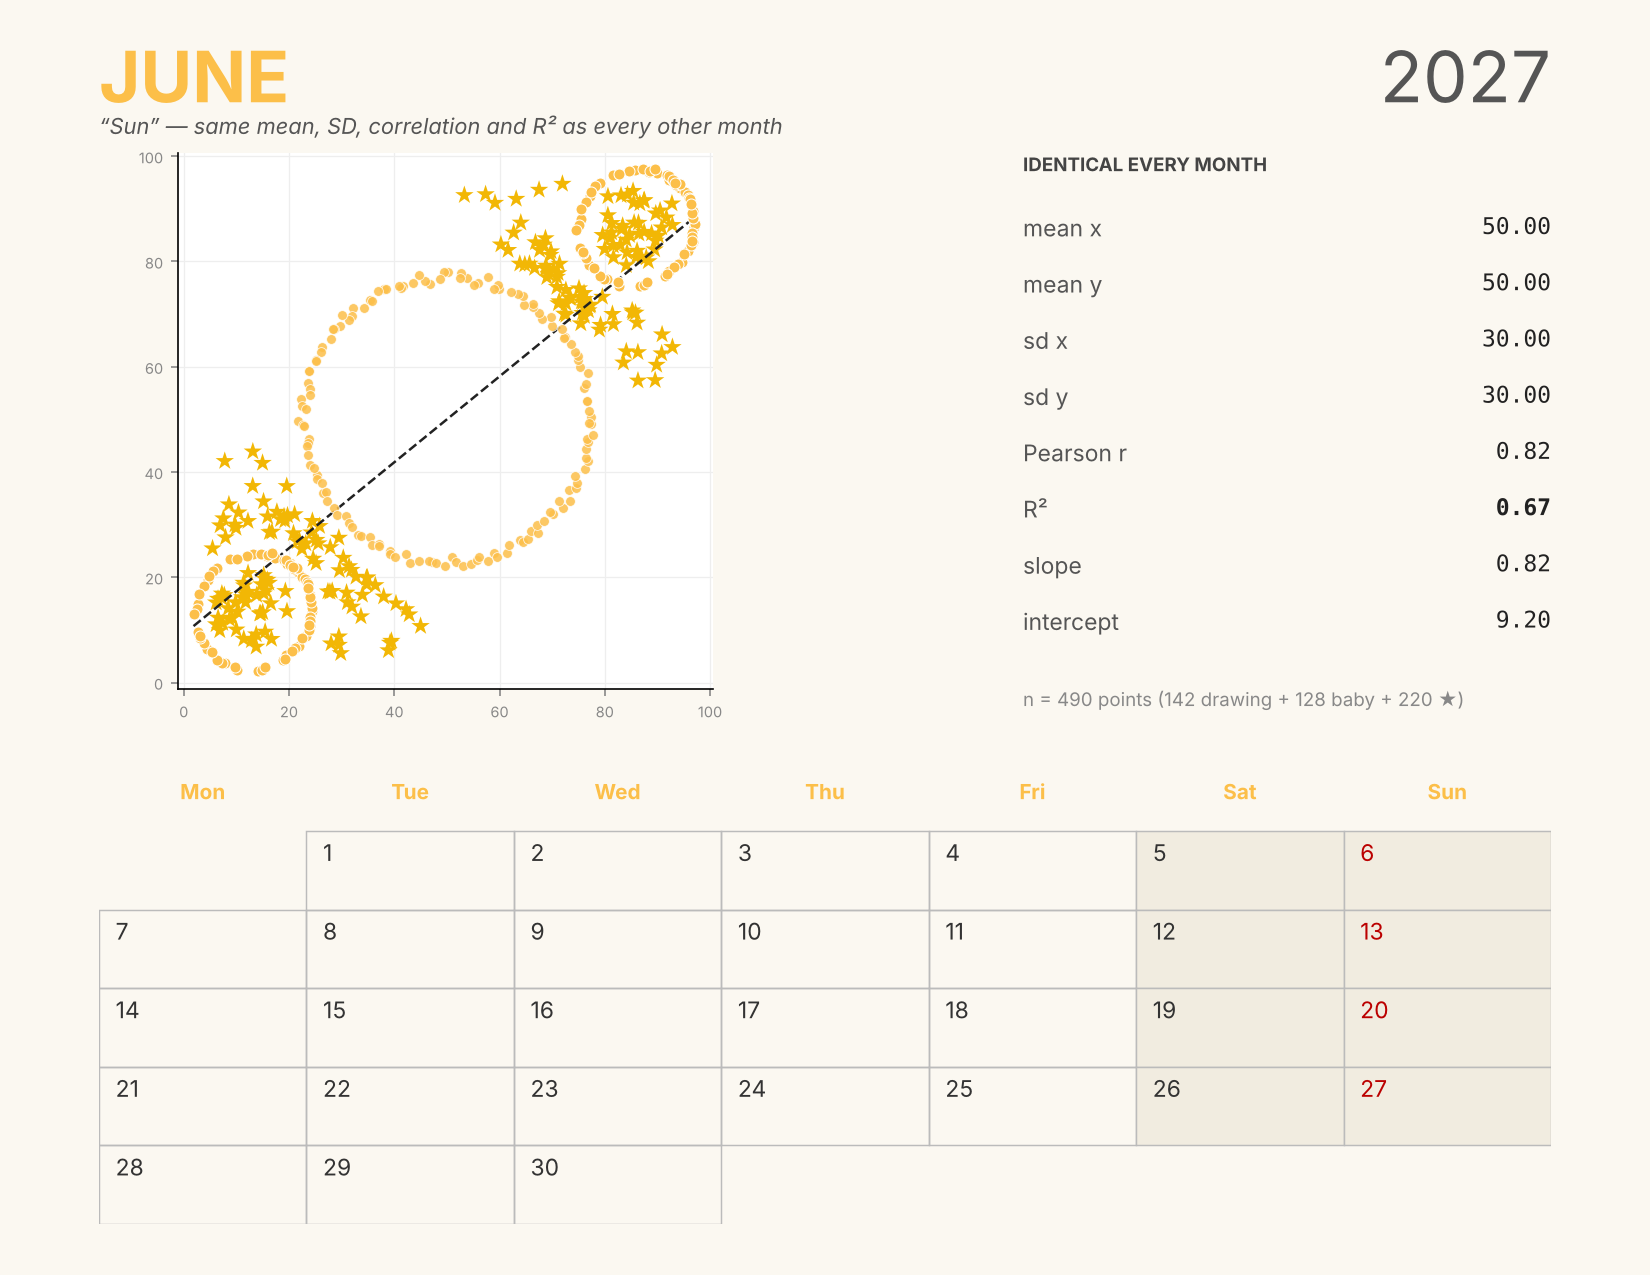 JUNE 2027
“Sun” — same mean, SD, correlation and R² as every other month
IDENTICAL EVERY MONTH
mean x 50.00
mean y 50.00
sd x 30.00
sd y 30.00
Pearson r 0.82
R² 0.67
slope 0.82
intercept 9.20
n = 490 points (142 drawing + 128 baby + 220 ★)
100
80
60
40
20
0
0 20 40 60 80 100
Mon Tue Wed Thu Fri Sat Sun
1 2 3 4 5 6
7 8 9 10 11 12 13
14 15 16 17 18 19 20
21 22 23 24 25 26 27
28 29 30